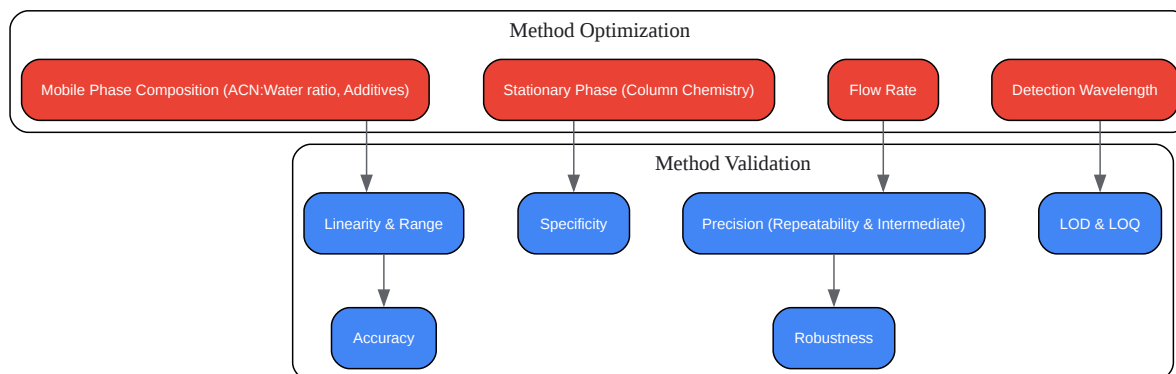 Method Optimization
Mobile Phase Composition (ACN:Water ratio, Additives)
Stationary Phase (Column Chemistry)
Flow Rate
Detection Wavelength
Method Validation
Linearity & Range
Specificity
Precision (Repeatability & Intermediate)
LOD & LOQ
Accuracy
Robustness